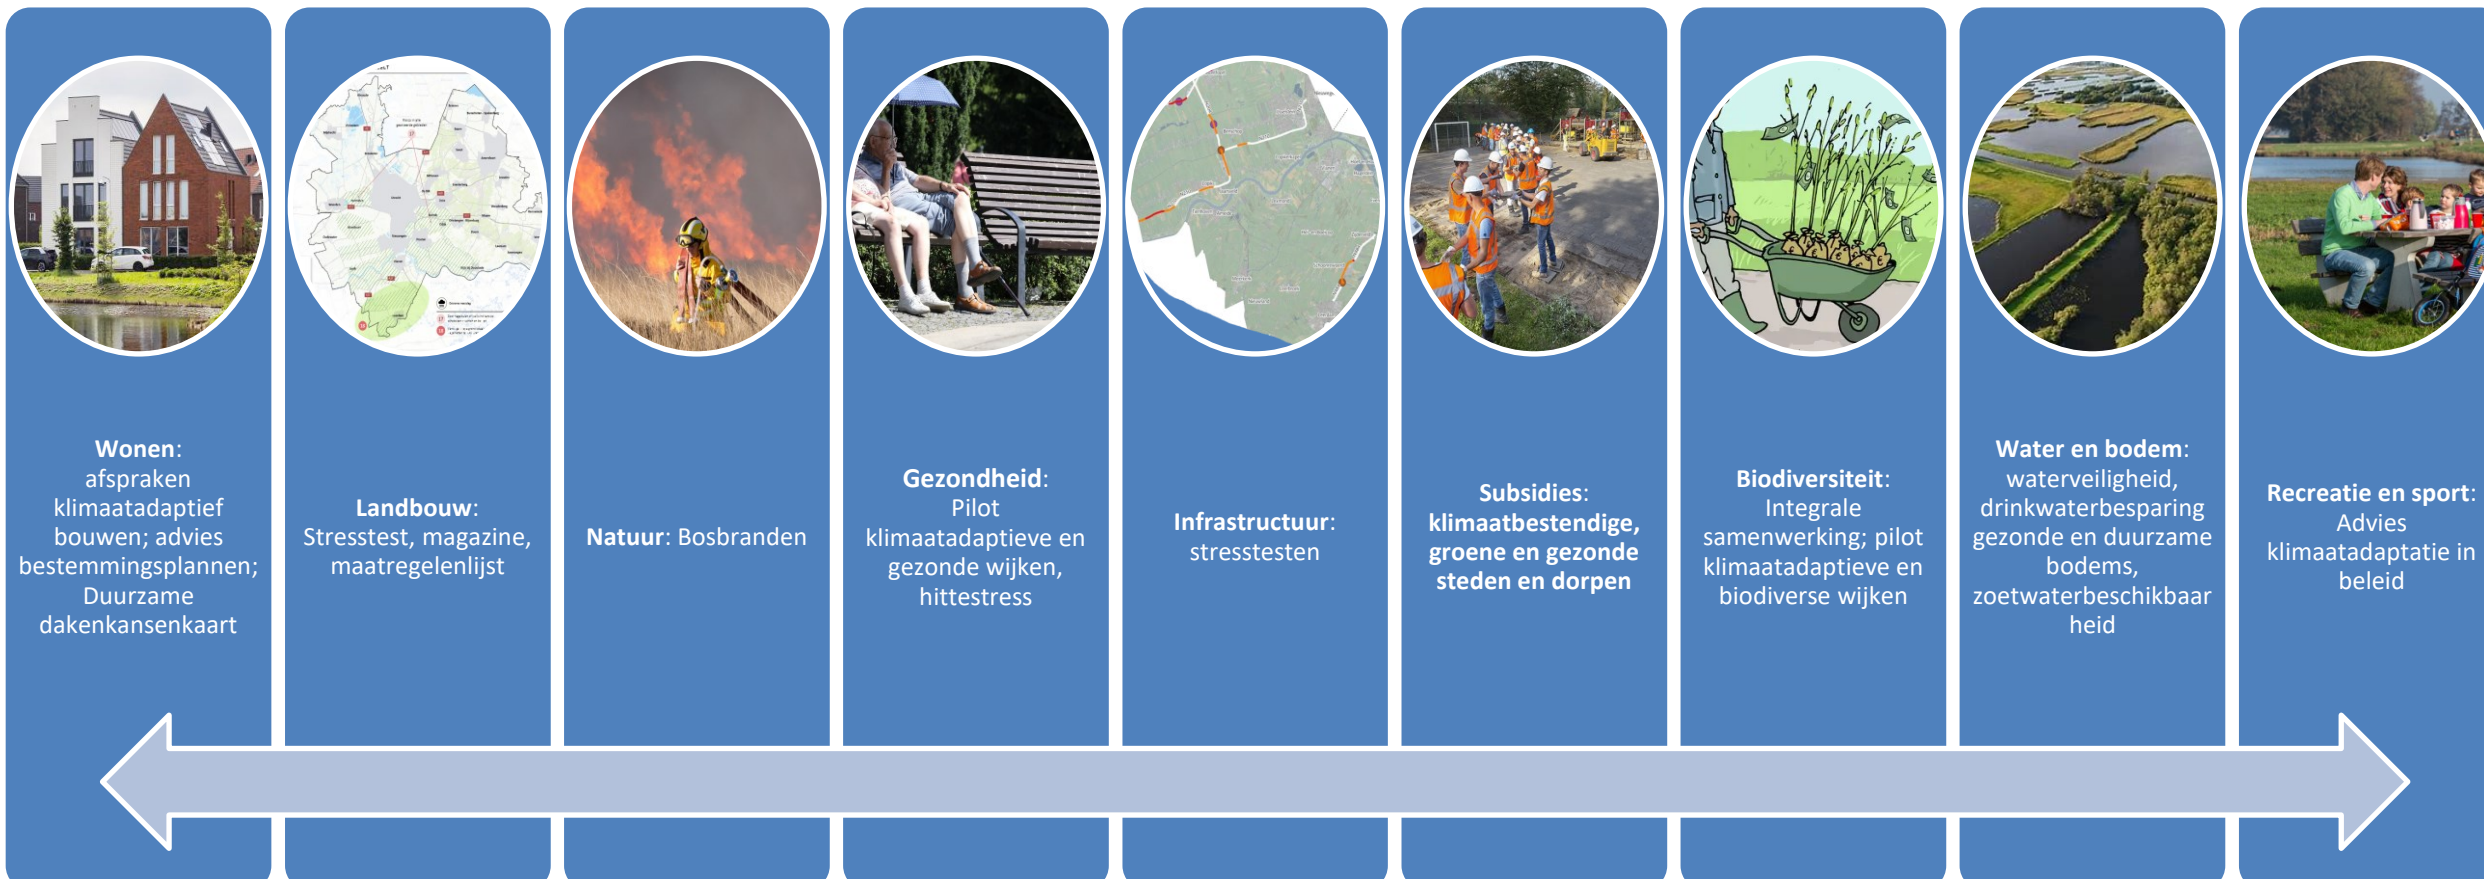 Wonen:
afspraken
klimaatadaptief
bouwen; advies
bestemmingsplannen;
Duurzame
dakenkansenkaart
Landbouw:
Stresstest, magazine,
maatregelenlijst
Natuur: Bosbranden
Gezondheid:
Pilot
klimaatadaptieve en
gezonde wijken,
hittestress
Infrastructuur:
stresstesten
Subsidies:
klimaatbestendige,
groene en gezonde
steden en dorpen
Biodiversiteit:
Integrale
samenwerking; pilot
klimaatadaptieve en
biodiverse wijken
Water en bodem:
waterveiligheid,
drinkwaterbesparing
gezonde en duurzame
bodems,
zoetwaterbeschikbaar
heid
Recreatie en sport:
Advies
klimaatadaptatie in
beleid